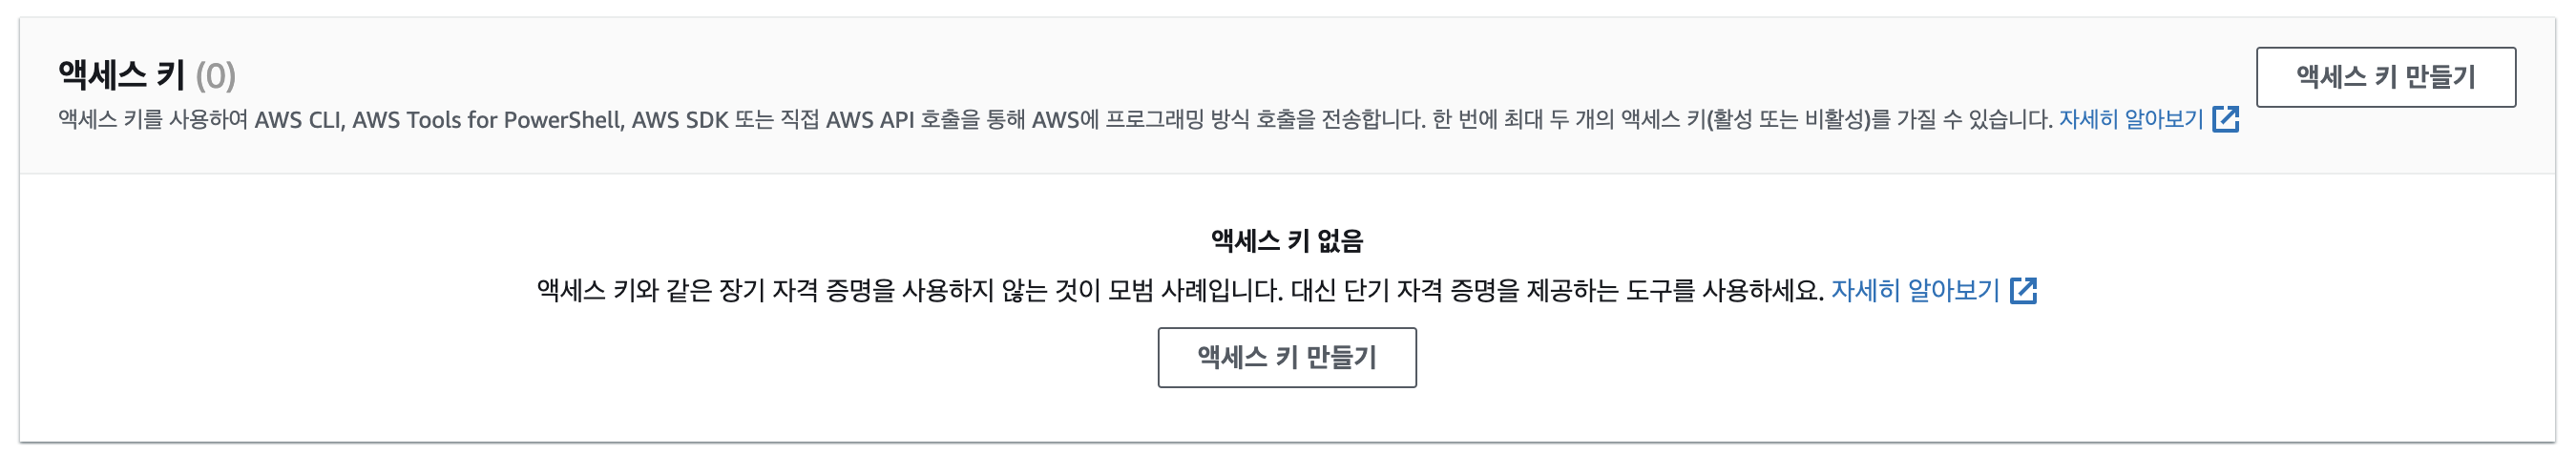 액세스 키 (0)
액세스 키 만들기
액세스 키를 사용하여 AWS CLI, AWS Tools for PowerShell, AWS SDK 또는 직접 AWS API 호출을 통해 AWS에 프로그래밍 방식 호출을 전송합니다. 한 번에 최대 두 개의 액세스 키(활성 또는 비활성)를 가질 수 있습니다. 자세히 알아보기
액세스 키 없음
액세스 키와 같은 장기 자격 증명을 사용하지 않는 것이 모범 사례입니다. 대신 단기 자격 증명을 제공하는 도구를 사용하세요. 자세히 알아보기
액세스 키 만들기